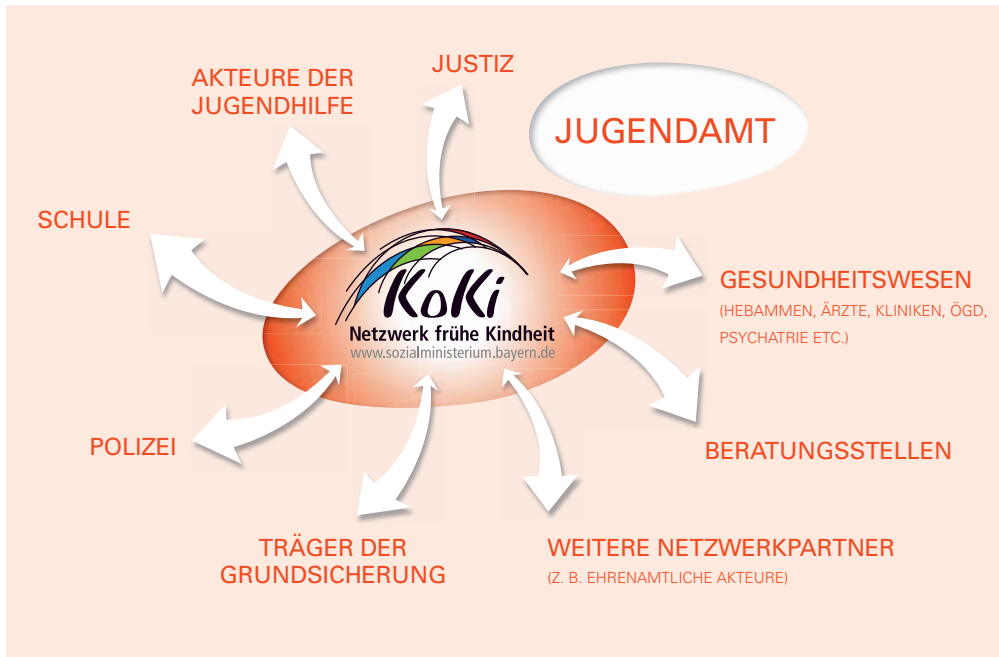 JUSTIZ
AKTEURE DER
JUGENDHILFE
JUGENDAMT
SCHULE
KoKi
Netzwerk frühe Kindheit
www.sozialministerium.bayern.de
GESUNDHEITSWESEN
(HEBAMMEN, ÄRZTE, KLINIKEN, ÖGD,
PSYCHATRIE ETC.)
POLIZEI
BERATUNGSSTELLEN
TRÄGER DER
GRUNDSICHERUNG
WEITERE NETZWERKPARTNER
(Z. B. EHRENAMTLICHE AKTEURE)